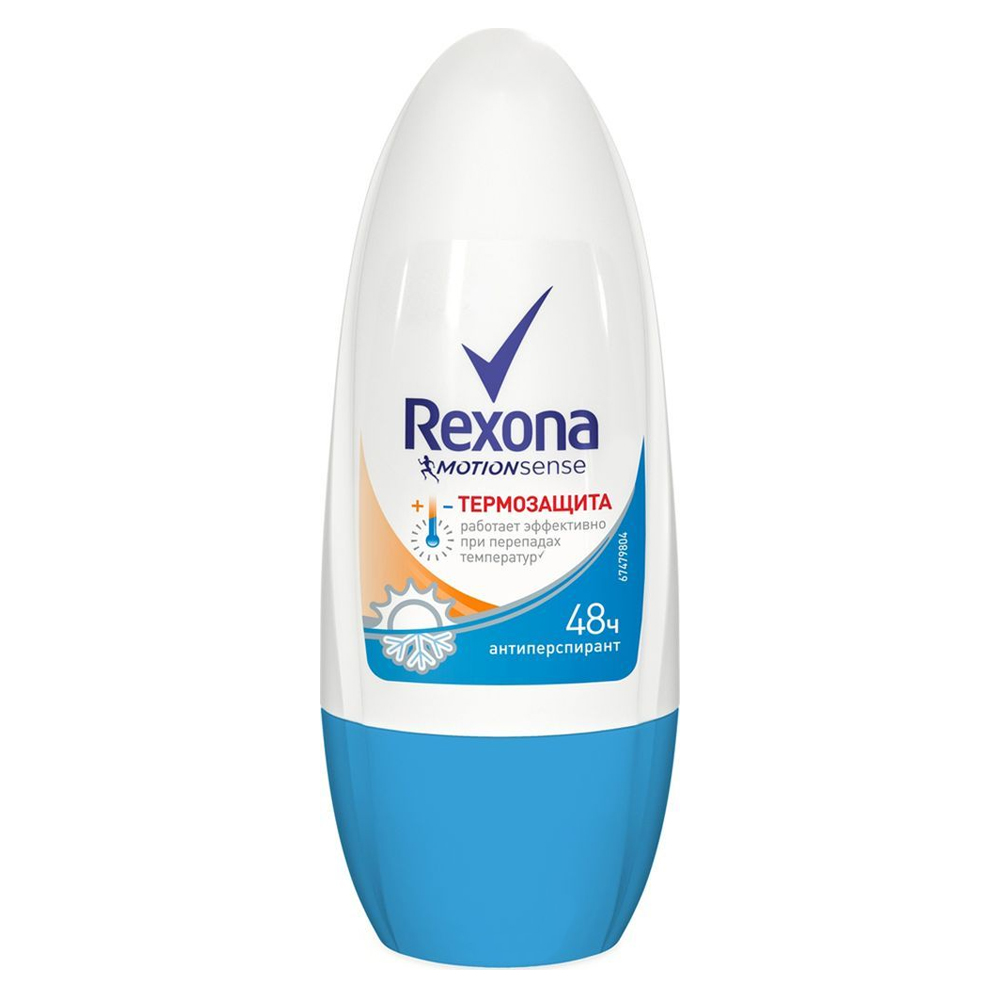 Rexona
MOTIONsense
+ – ТЕРМОЗАЩИТА
работает эффективно
при перепадах
температур✓
67479804
48ч
антиперспирант